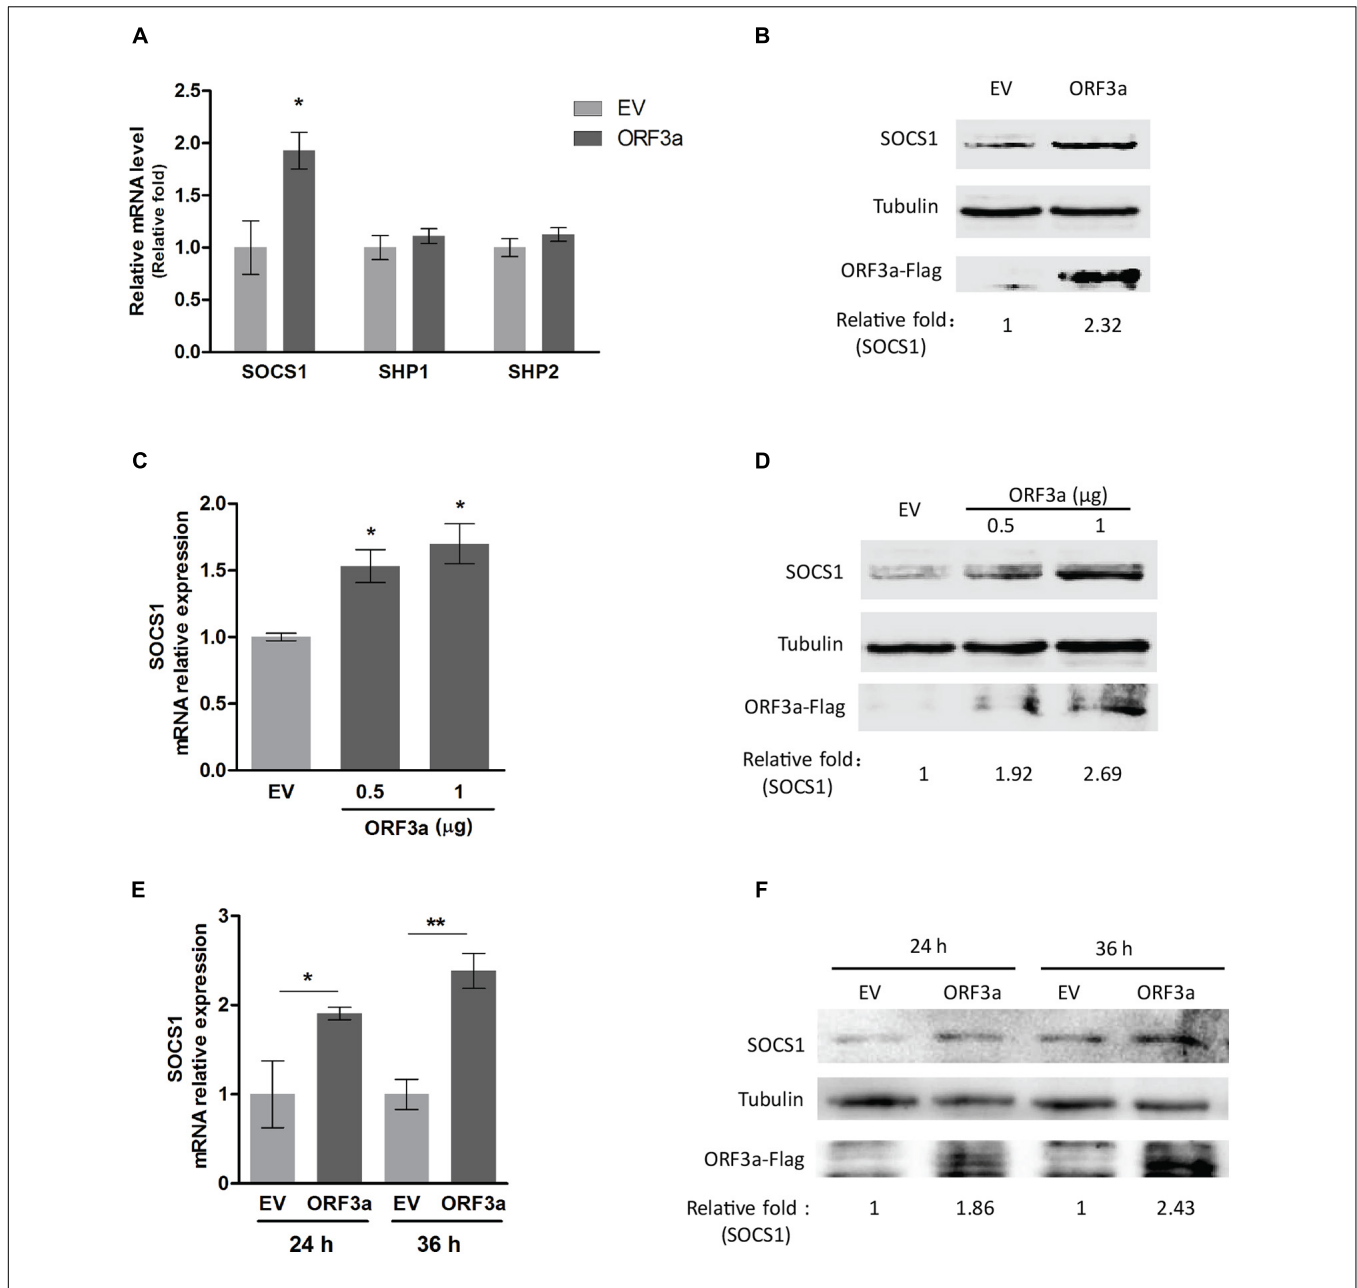 A
2.5
2.0
1.5
1.0
0.5
0.0
Relative mRNA level
(Relative fold)
*
EV
ORF3a
SOCS1 SHP1 SHP2
B
EV ORF3a
SOCS1
Tubulin
ORF3a-Flag
Relative fold: 1 2.32
(SOCS1)
C
2.0
1.5
1.0
0.5
0.0
SOCS1
mRNA relative expression
* *
EV 0.5 1
ORF3a (μg)
D
EV ORF3a (μg)
0.5 1
SOCS1
Tubulin
ORF3a-Flag
Relative fold: 1 1.92 2.69
(SOCS1)
E
3
2
1
0
SOCS1
mRNA relative expression
* **
EV ORF3a EV ORF3a
24 h 36 h
F
24 h 36 h
EV ORF3a EV ORF3a
SOCS1
Tubulin
ORF3a-Flag
Relative fold : 1 1.86 1 2.43
(SOCS1)